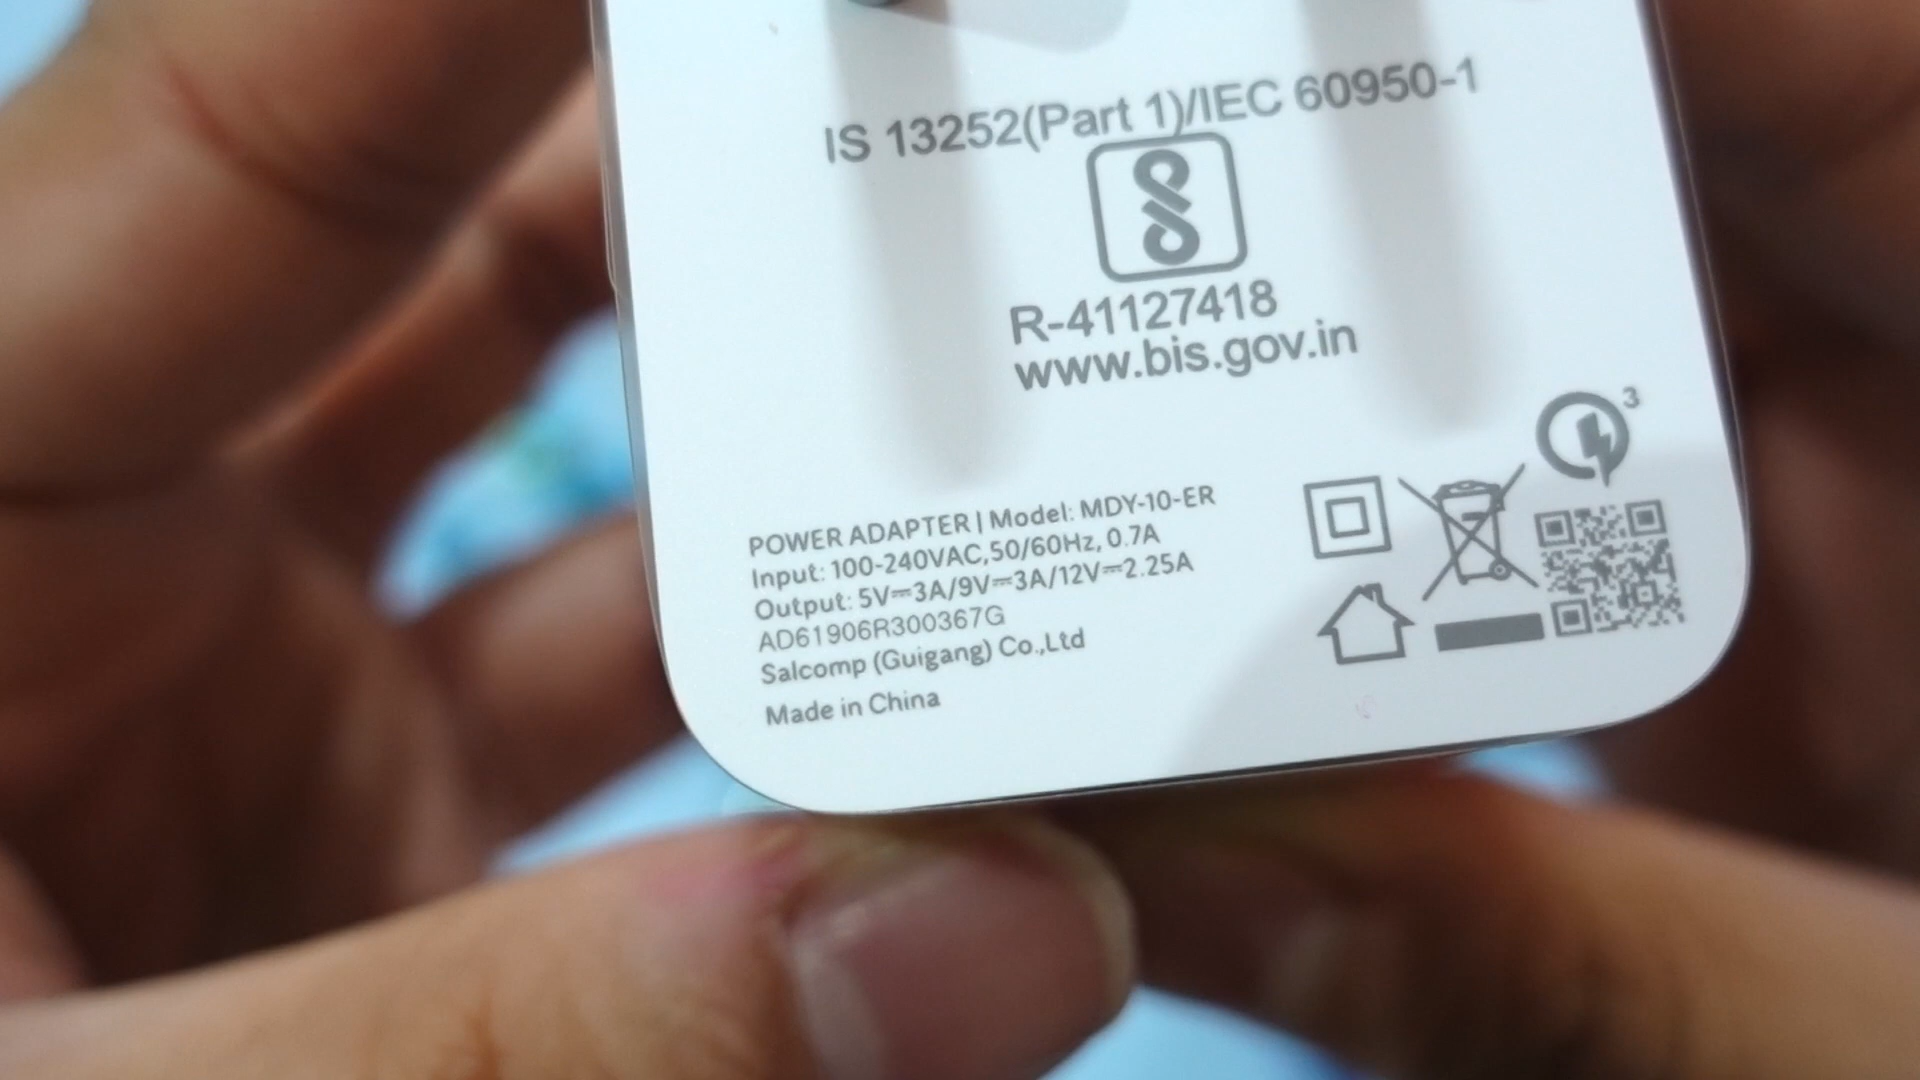 IS 13252(Part 1)/IEC 60950-1
R-41127418
www.bis.gov.in
3
POWER ADAPTER | Model: MDY-10-ER
Input: 100-240VAC,50/60Hz, 0.7A
Output: 5V⎓3A/9V⎓3A/12V⎓2.25A
AD61906R300367G
Salcomp (Guigang) Co.,Ltd
Made in China